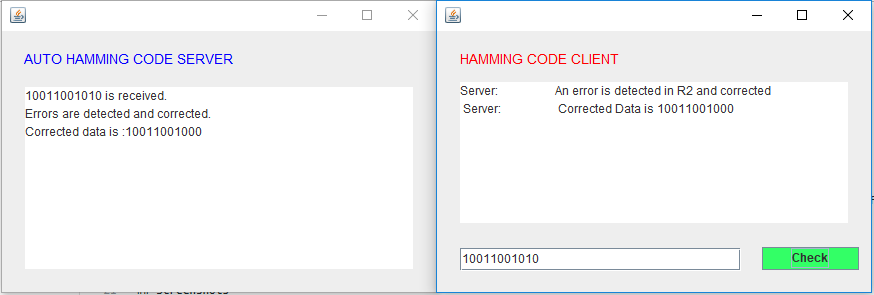 AUTO HAMMING CODE SERVER
10011001010 is received.
Errors are detected and corrected.
Corrected data is :10011001000
HAMMING CODE CLIENT
Server: An error is detected in R2 and corrected
Server: Corrected Data is 10011001000
10011001010
Check